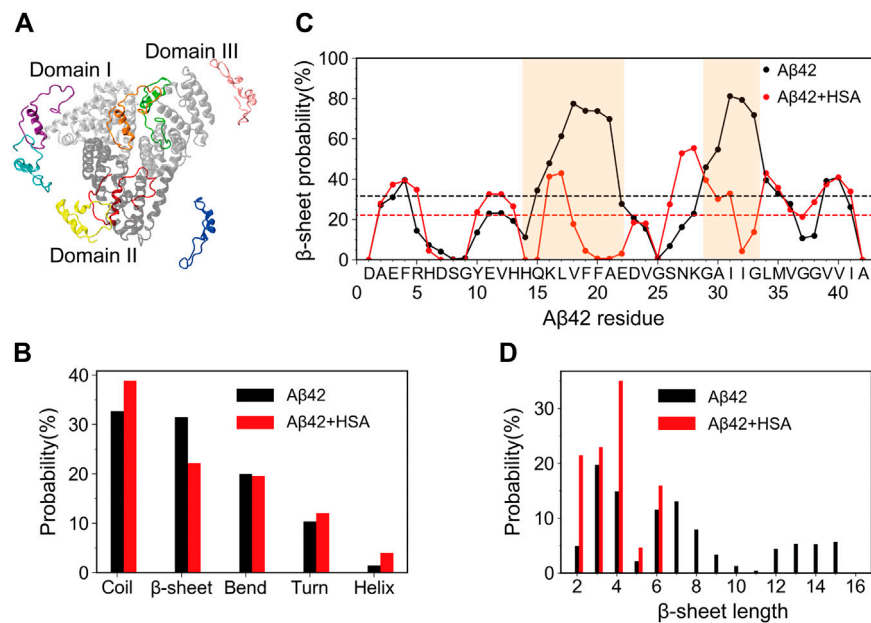 A
Domain I
Domain III
Domain II
B
Probability(%)
40
30
20
10
0
Aβ42
Aβ42+HSA
Coil β-sheet Bend Turn Helix
C
β-sheet probability(%)
100
80
60
40
20
0
Aβ42
Aβ42+HSA
DAEFRHDSGYEVHHQKLVFFAEDVGSNKGAIIGLMVGGVVIA
0 5 10 15 20 25 30 35 40
Aβ42 residue
D
Probability(%)
30
20
10
0
Aβ42
Aβ42+HSA
2 4 6 8 10 12 14 16
β-sheet length